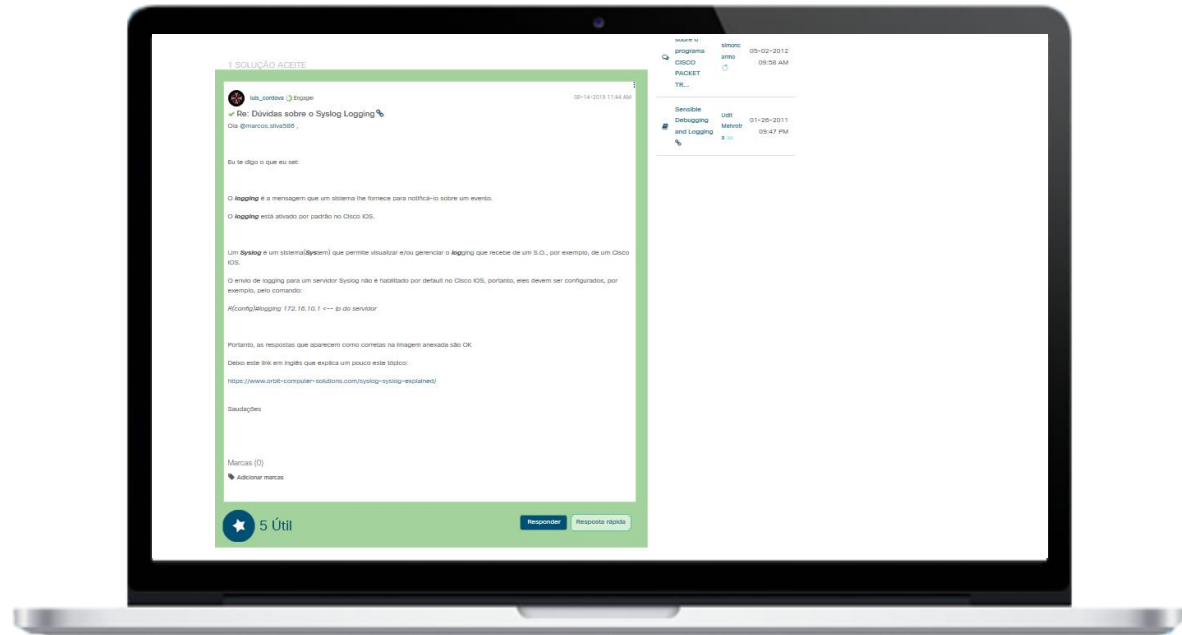 1 SOLUÇÃO ACEITE
luis_cordova Engager
08-14-2019 11:44 AM
Re: Dúvidas sobre o Syslog Logging
Ola @marcos.silva586 ,
Eu te digo o que eu sei:
O logging é a mensagem que um sistema lhe fornece para notificá-lo sobre um evento.
O logging está ativado por padrão no Cisco IOS.
Um Syslog é um sistema(System) que permite visualizar e/ou gerenciar o logging que recebe de um S.O., por exemplo, de um Cisco
IOS.
O envio de logging para um servidor Syslog não é habilitado por default no Cisco IOS, portanto, eles devem ser configurados, por
exemplo, pelo comando:
R(config)#logging 172.16.10.1 <-- ip do servidor
Portanto, as respostas que aparecem como corretas na imagem anexada são OK
Deixo este link em inglês que explica um pouco este tópico:
https://www.orbit-computer-solutions.com/syslog-syslog-explained/
Saudações
Marcas (0)
Adicionar marcas
5 Útil
Responder
Resposta rápida
sobre o
programa
CISCO
PACKET
TR...
simonc
armo
05-02-2012
09:58 AM
Sensible
Debugging
and Logging
Udit
Mehrotr
a
01-26-2011
09:47 PM